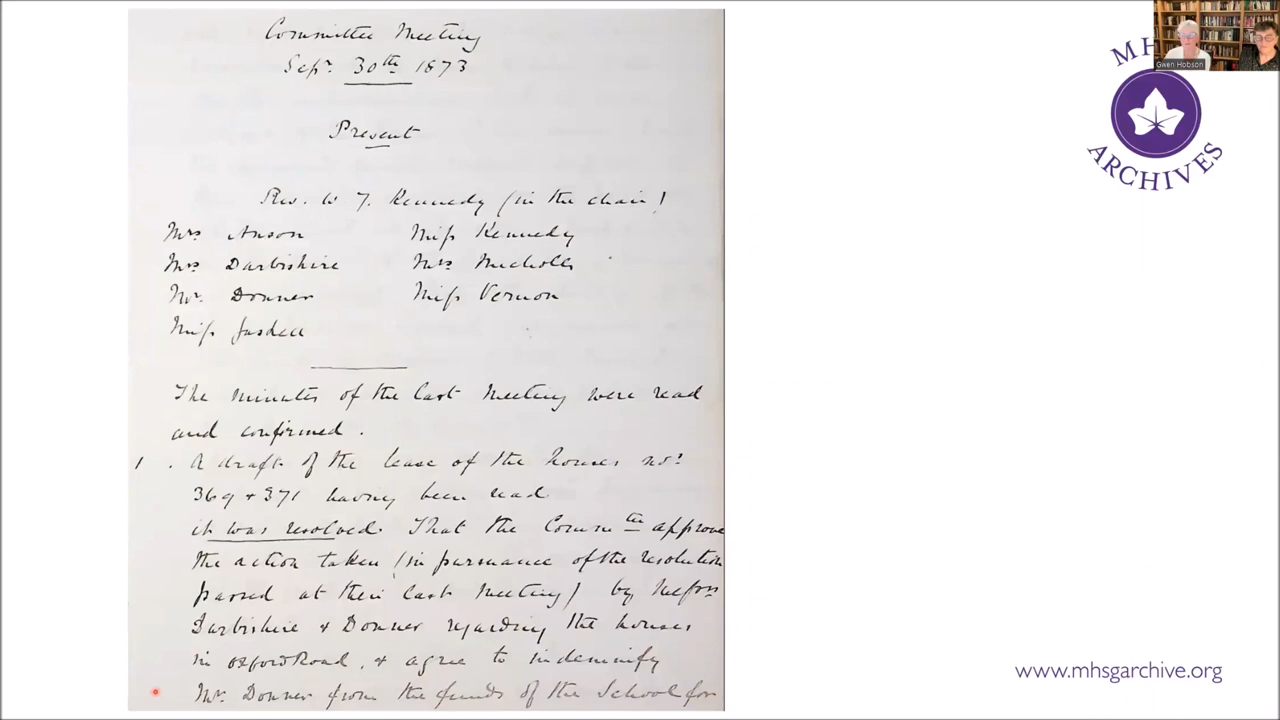 Committee Meeting
Sepr. 30th 1873
Present
Rev. W T. Kennedy (in the chair)
Mrs Anson
Miss Kennedy
Mrs Darbishire
Mrs Nicholls
Mr. Donner
Miss Vernon
Miss Gaskell
The minutes of the last Meeting were read
and confirmed.
1. A draft of the lease of the houses nos.
369 + 371 having been read
it was resolved That the Commtee approve
the action taken (in pursuance of the resolution
passed at their last Meeting) by Messrs
Darbishire & Donner regarding the houses
in Oxford Road, & agree to indemnify
Mr. Donner from the funds of the School for
Gwen Hobson
ARCHIVES
www.mhsgarchive.org